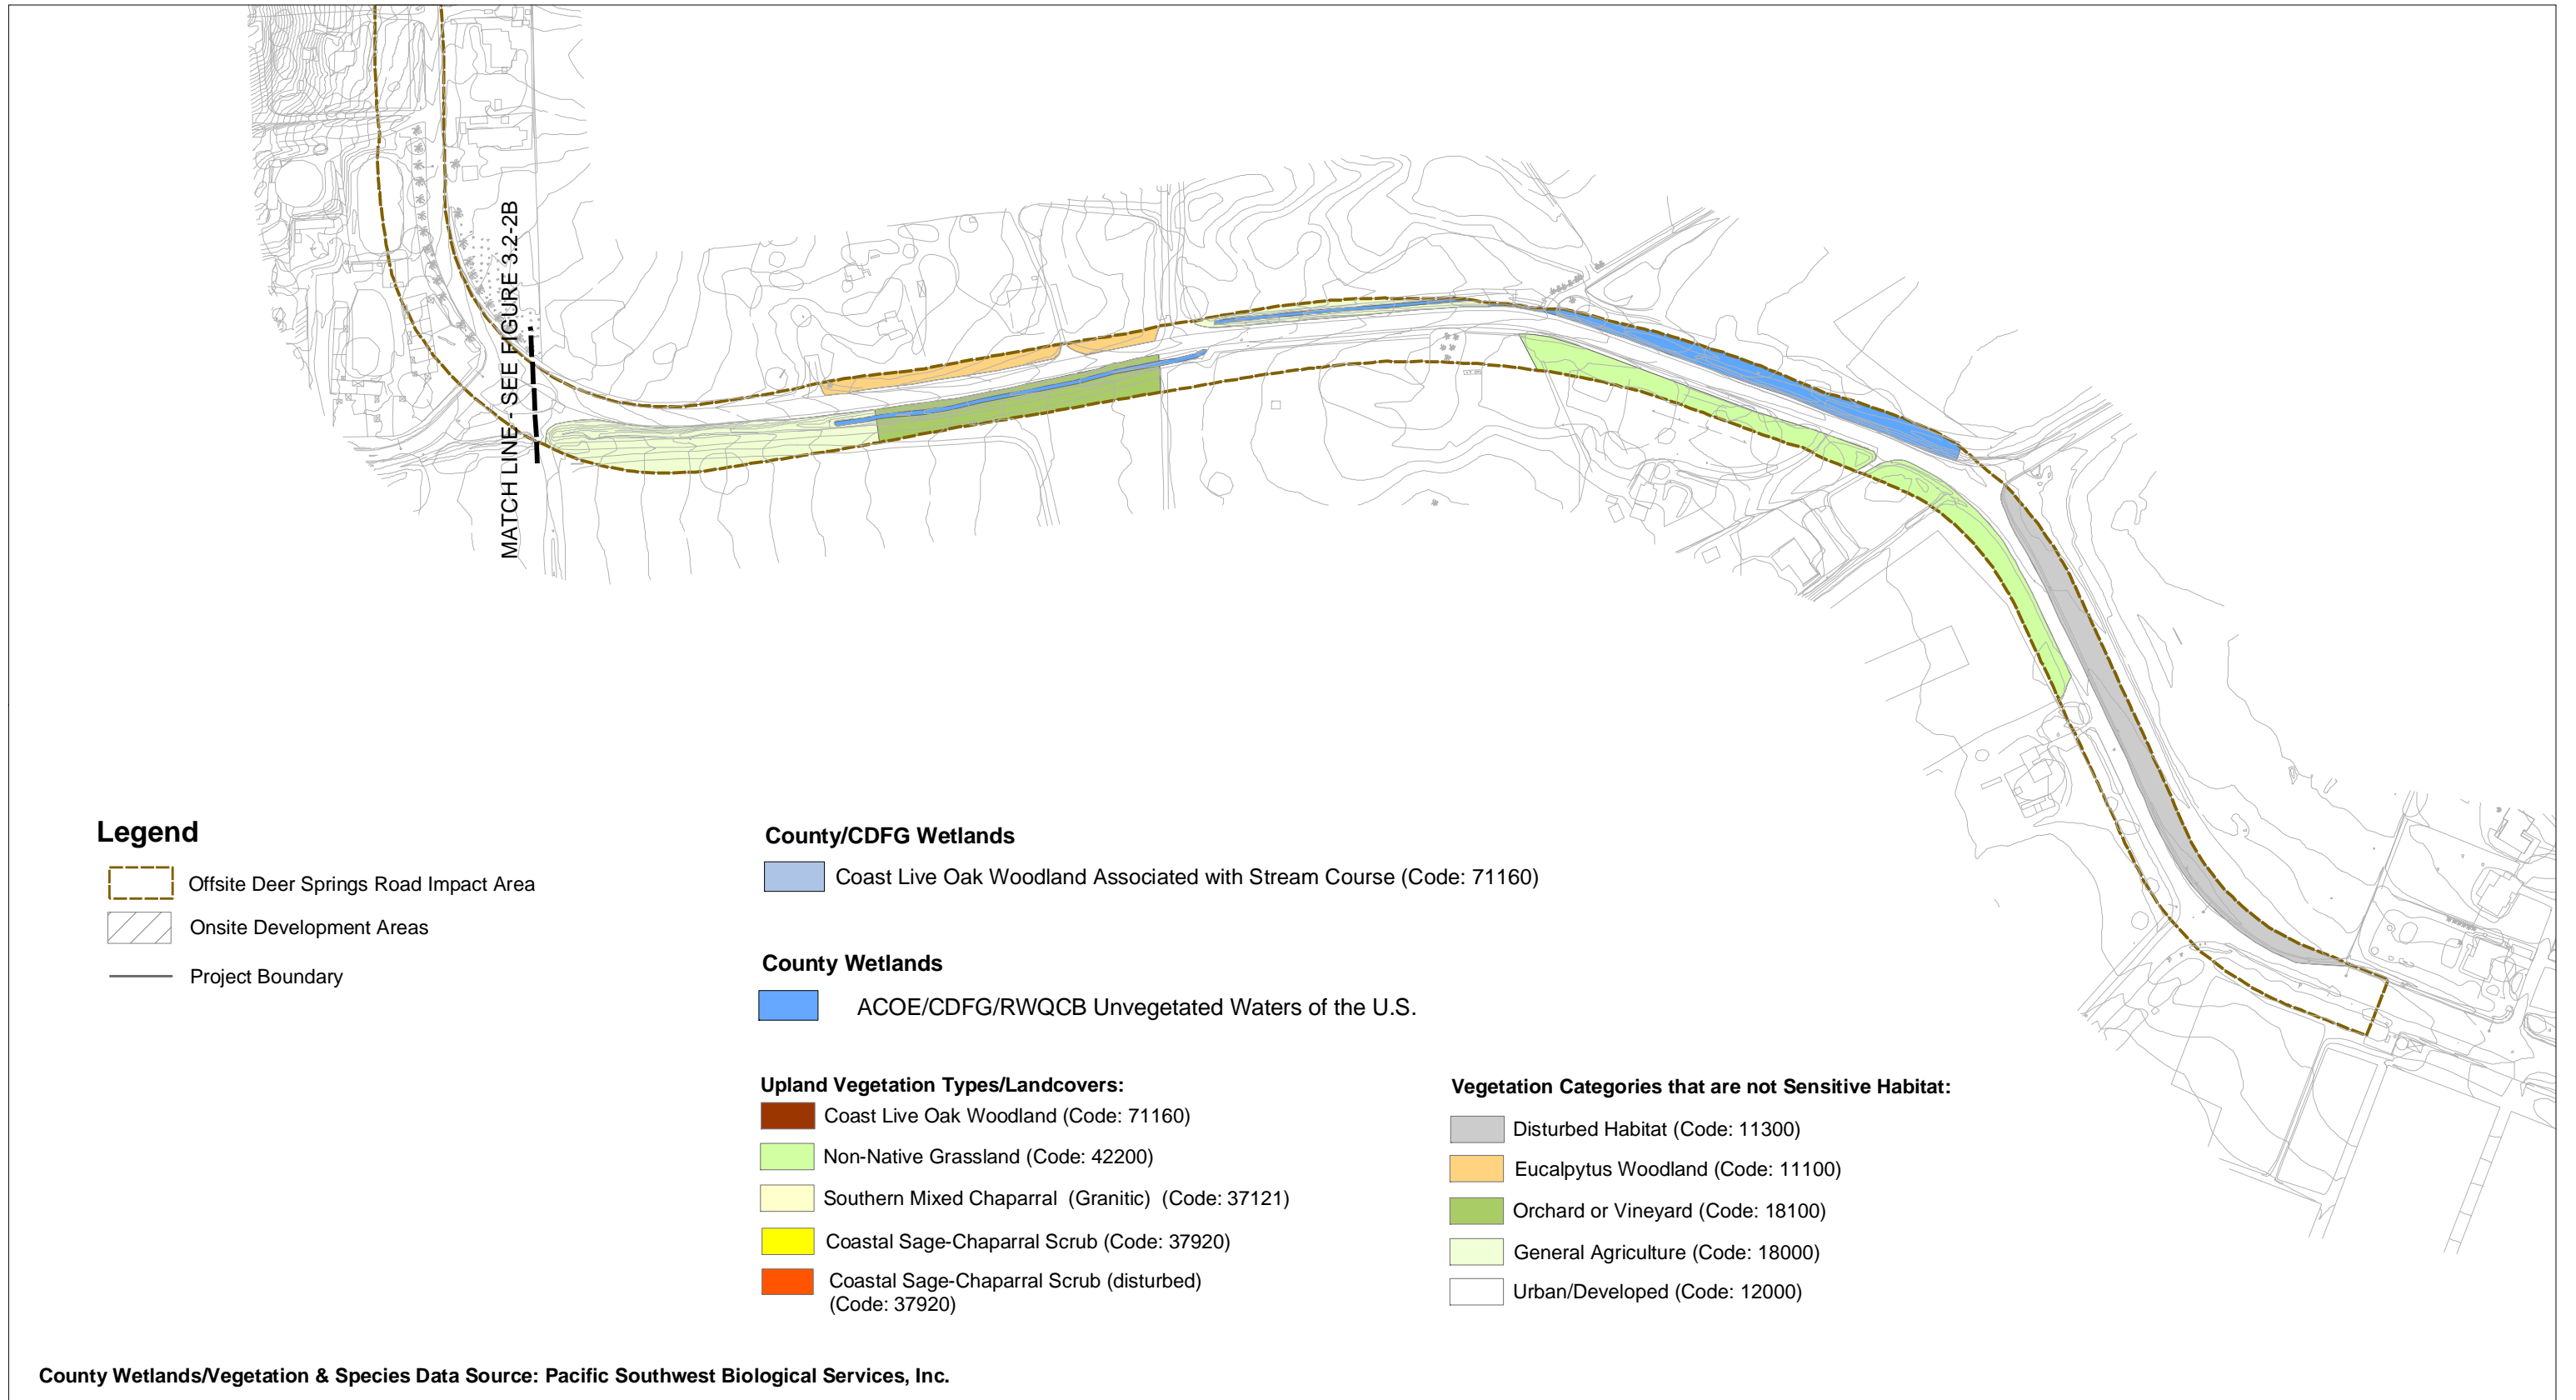 MATCH LINE - SEE FIGURE 3.2-2B
Legend
Offsite Deer Springs Road Impact Area
Onsite Development Areas
Project Boundary
County/CDFG Wetlands
Coast Live Oak Woodland Associated with Stream Course (Code: 71160)
County Wetlands
ACOE/CDFG/RWQCB Unvegetated Waters of the U.S.
Upland Vegetation Types/Landcovers:
Coast Live Oak Woodland (Code: 71160)
Non-Native Grassland (Code: 42200)
Southern Mixed Chaparral (Granitic) (Code: 37121)
Coastal Sage-Chaparral Scrub (Code: 37920)
Coastal Sage-Chaparral Scrub (disturbed)
(Code: 37920)
Vegetation Categories that are not Sensitive Habitat:
Disturbed Habitat (Code: 11300)
Eucalpytus Woodland (Code: 11100)
Orchard or Vineyard (Code: 18100)
General Agriculture (Code: 18000)
Urban/Developed (Code: 12000)
County Wetlands/Vegetation & Species Data Source: Pacific Southwest Biological Services, Inc.